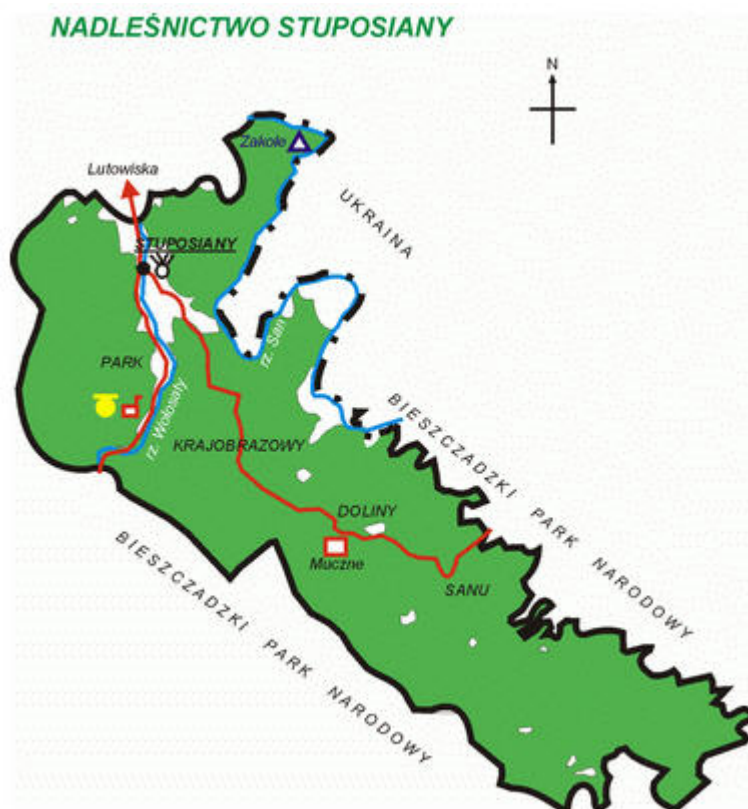 NADLEŚNICTWO STUPOSIANY
N
Zakole
Lutowiska
UKRAINA
STUPOSIANY
rz. San
PARK
rz. Wołosaty
KRAJOBRAZOWY
BIESZCZADZKI PARK NARODOWY
DOLINY
Muczne
SANU
BIESZCZADZKI PARK NARODOWY